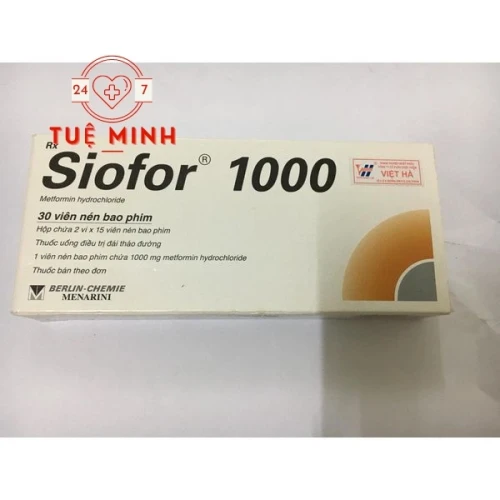 24
7
TUỆ_MINH
Rx
Siofor® 1000
Metformin hydrochloride
30 viên nén bao phim
Hộp chứa 2 vỉ x 15 viên nén bao phim
Thuốc uống điều trị đái tháo đường
1 viên nén bao phim chứa 1000 mg metformin hydrochloride
Thuốc bán theo đơn
BERLIN-CHEMIE
MENARINI
VIỆT HÀ